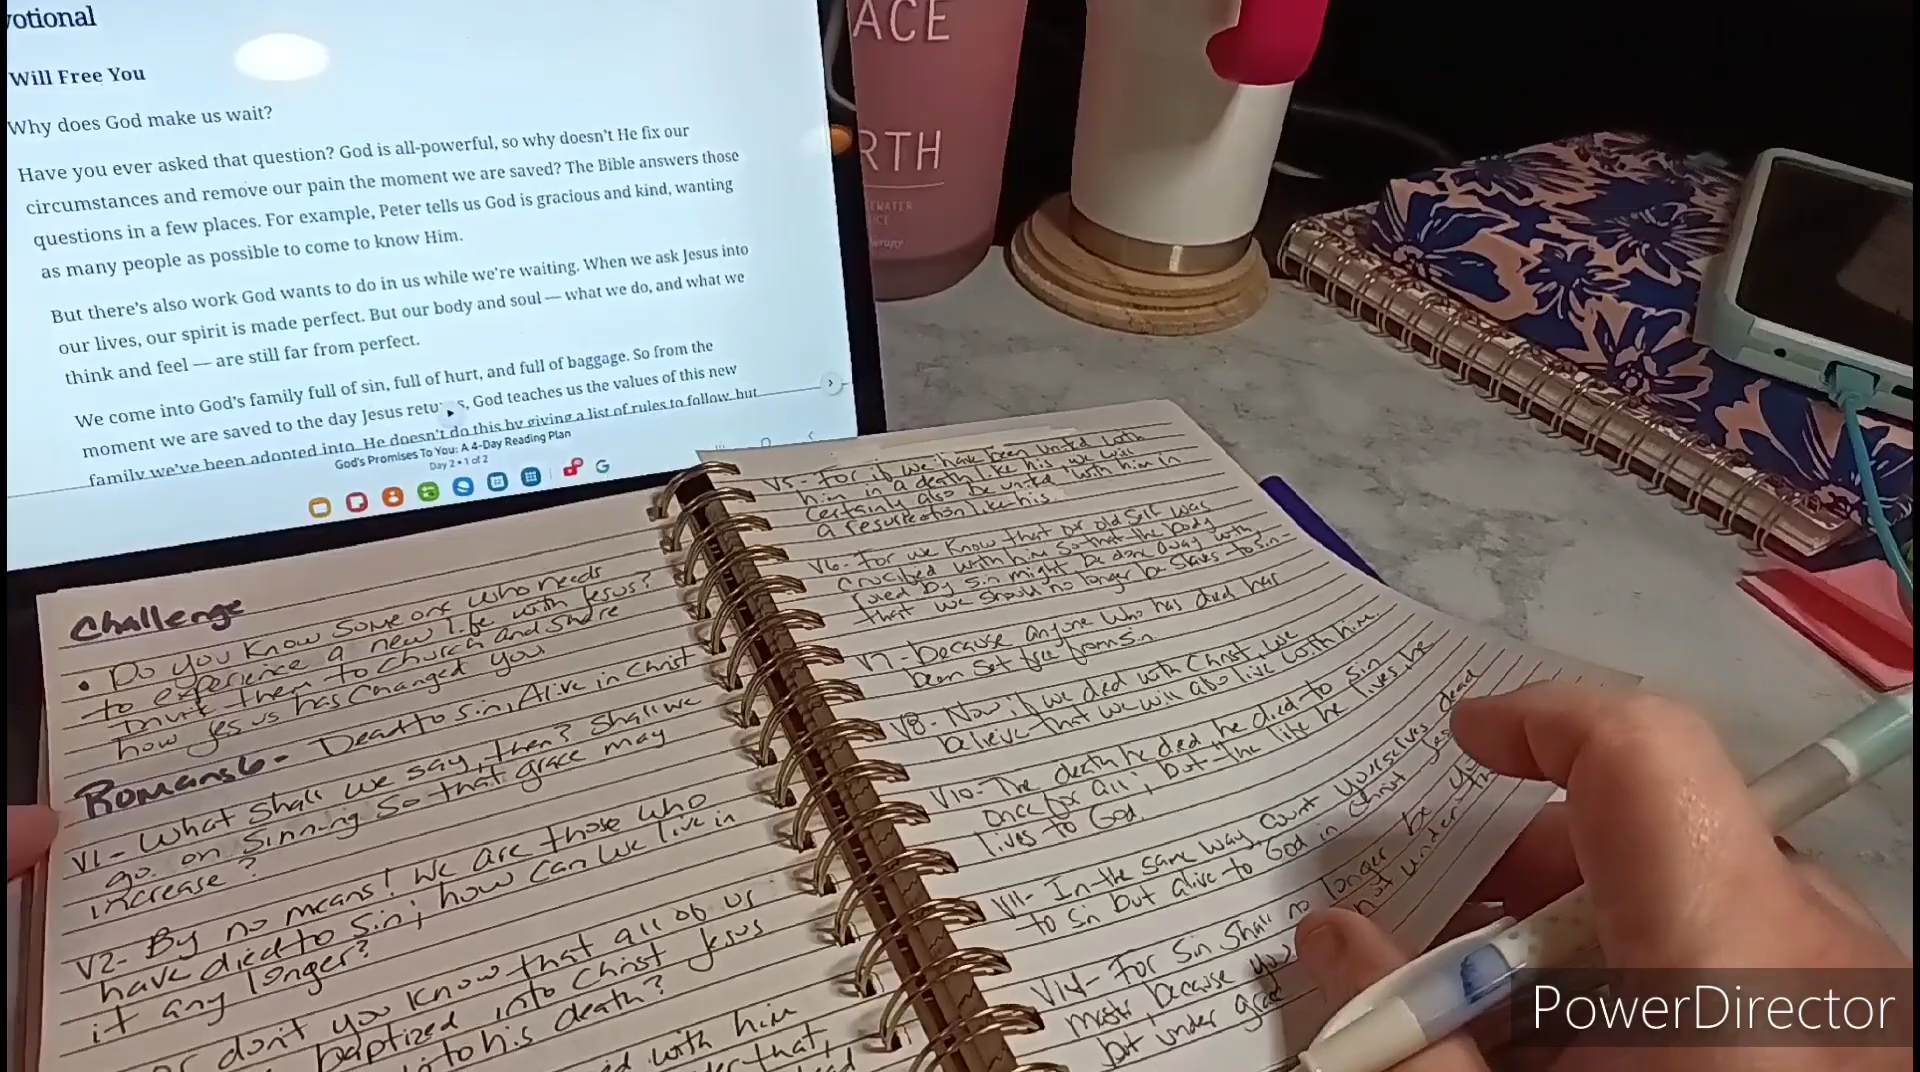 votional
Will Free You
Why does God make us wait?
Have you ever asked that question? God is all-powerful, so why doesn't He fix our
circumstances and remove our pain the moment we are saved? The Bible answers those
questions in a few places. For example, Peter tells us God is gracious and kind, wanting
as many people as possible to come to know Him.
But there's also work God wants to do in us while we're waiting. When we ask Jesus into
our lives, our spirit is made perfect. But our body and soul — what we do, and what we
think and feel — are still far from perfect.
We come into God's family full of sin, full of hurt, and full of baggage. So from the
moment we are saved to the day Jesus retu s, God teaches us the values of this new
family we've been adopted into. He doesn't do this by giving a list of rules to follow, but
God's Promises To You: A 4-Day Reading Plan
Day 2 • 1 of 2
ACE
RTH
Challenge
• Do you know someone who needs
to experience a new life with Jesus?
Invite them to church and share
how Jesus has changed you
Romans 6 - Dead to sin, Alive in Christ
V1 - What shall we say, then? Shall we
go on sinning so that grace may
increase?
V2 - By no means! We are those who
have died to sin; how can we live in
it any longer?
or don't you know that all of us
baptized into Christ Jesus
to his death?
with him
that,
V5 - For if we have been united with
him in a death like his, we will
certainly also be united with him in
a resurrection like his.
V6 - For we know that our old self was
crucified with him so that the body
ruled by sin might be done away with,
that we should no longer be slaves to sin -
V7 - because anyone who has died has
been set free from sin
V8 - Now if we died with Christ, we
believe that we will also live with him.
V10 - The death he died, he died to sin
once for all; but the life he lives, he
lives to God.
V11 - In the same way, count yourselves dead
to sin but alive to God in Christ Jes
V14 - For sin shall no longer be yo
mastr, because you not under th
but under grace
PowerDirector